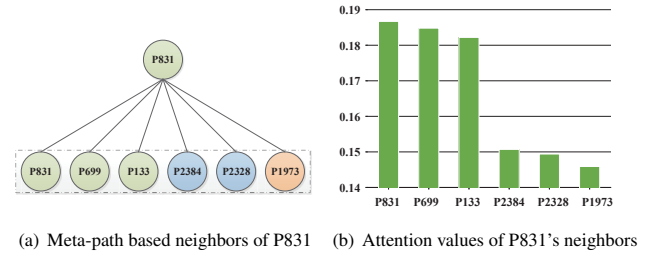 P831
P831 P699 P133 P2384 P2328 P1973
(a) Meta-path based neighbors of P831
0.19
0.18
0.17
0.16
0.15
0.14
P831 P699 P133 P2384 P2328 P1973
(b) Attention values of P831's neighbors